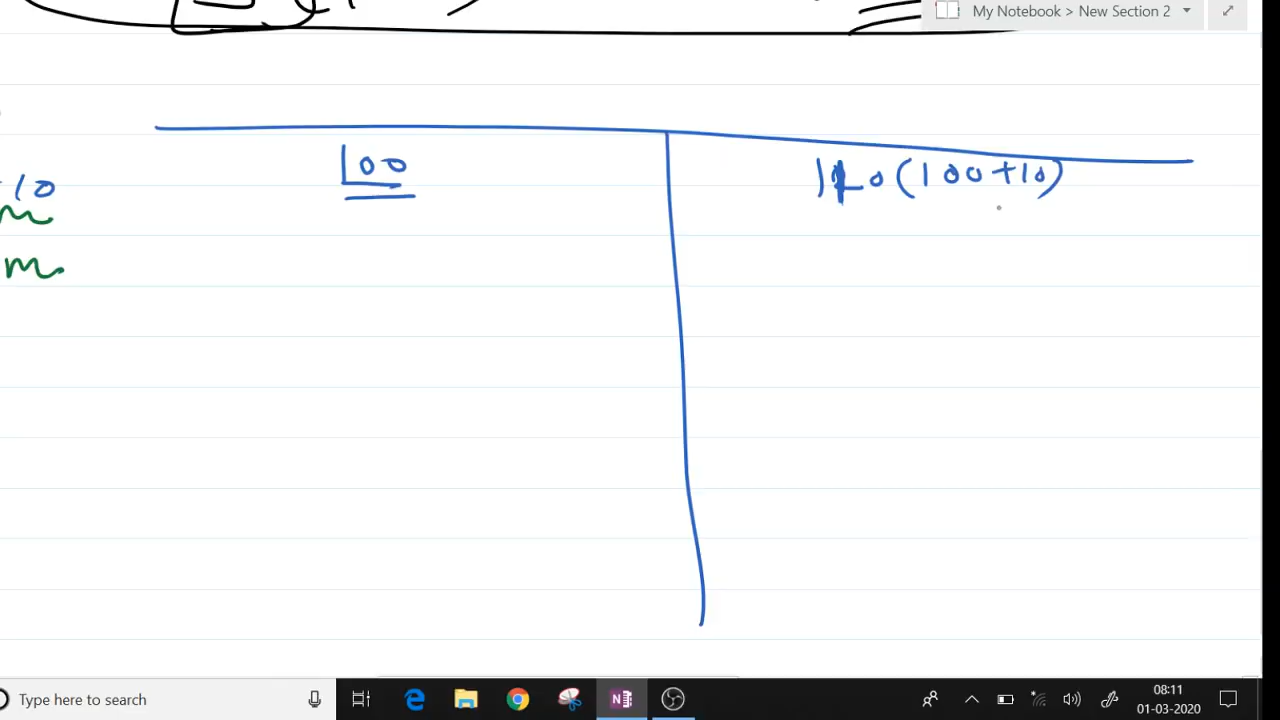 My Notebook > New Section 2
100
110 (100+10)
10
m
m
Type here to search
08:11
01-03-2020